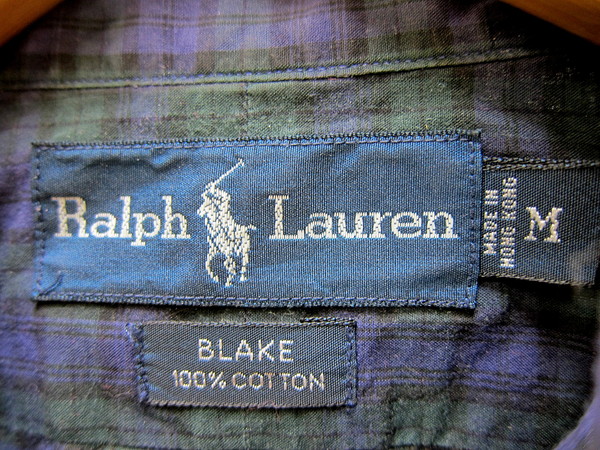 Ralph Lauren
MADE IN
HONG KONG
M
BLAKE
100% COTTON